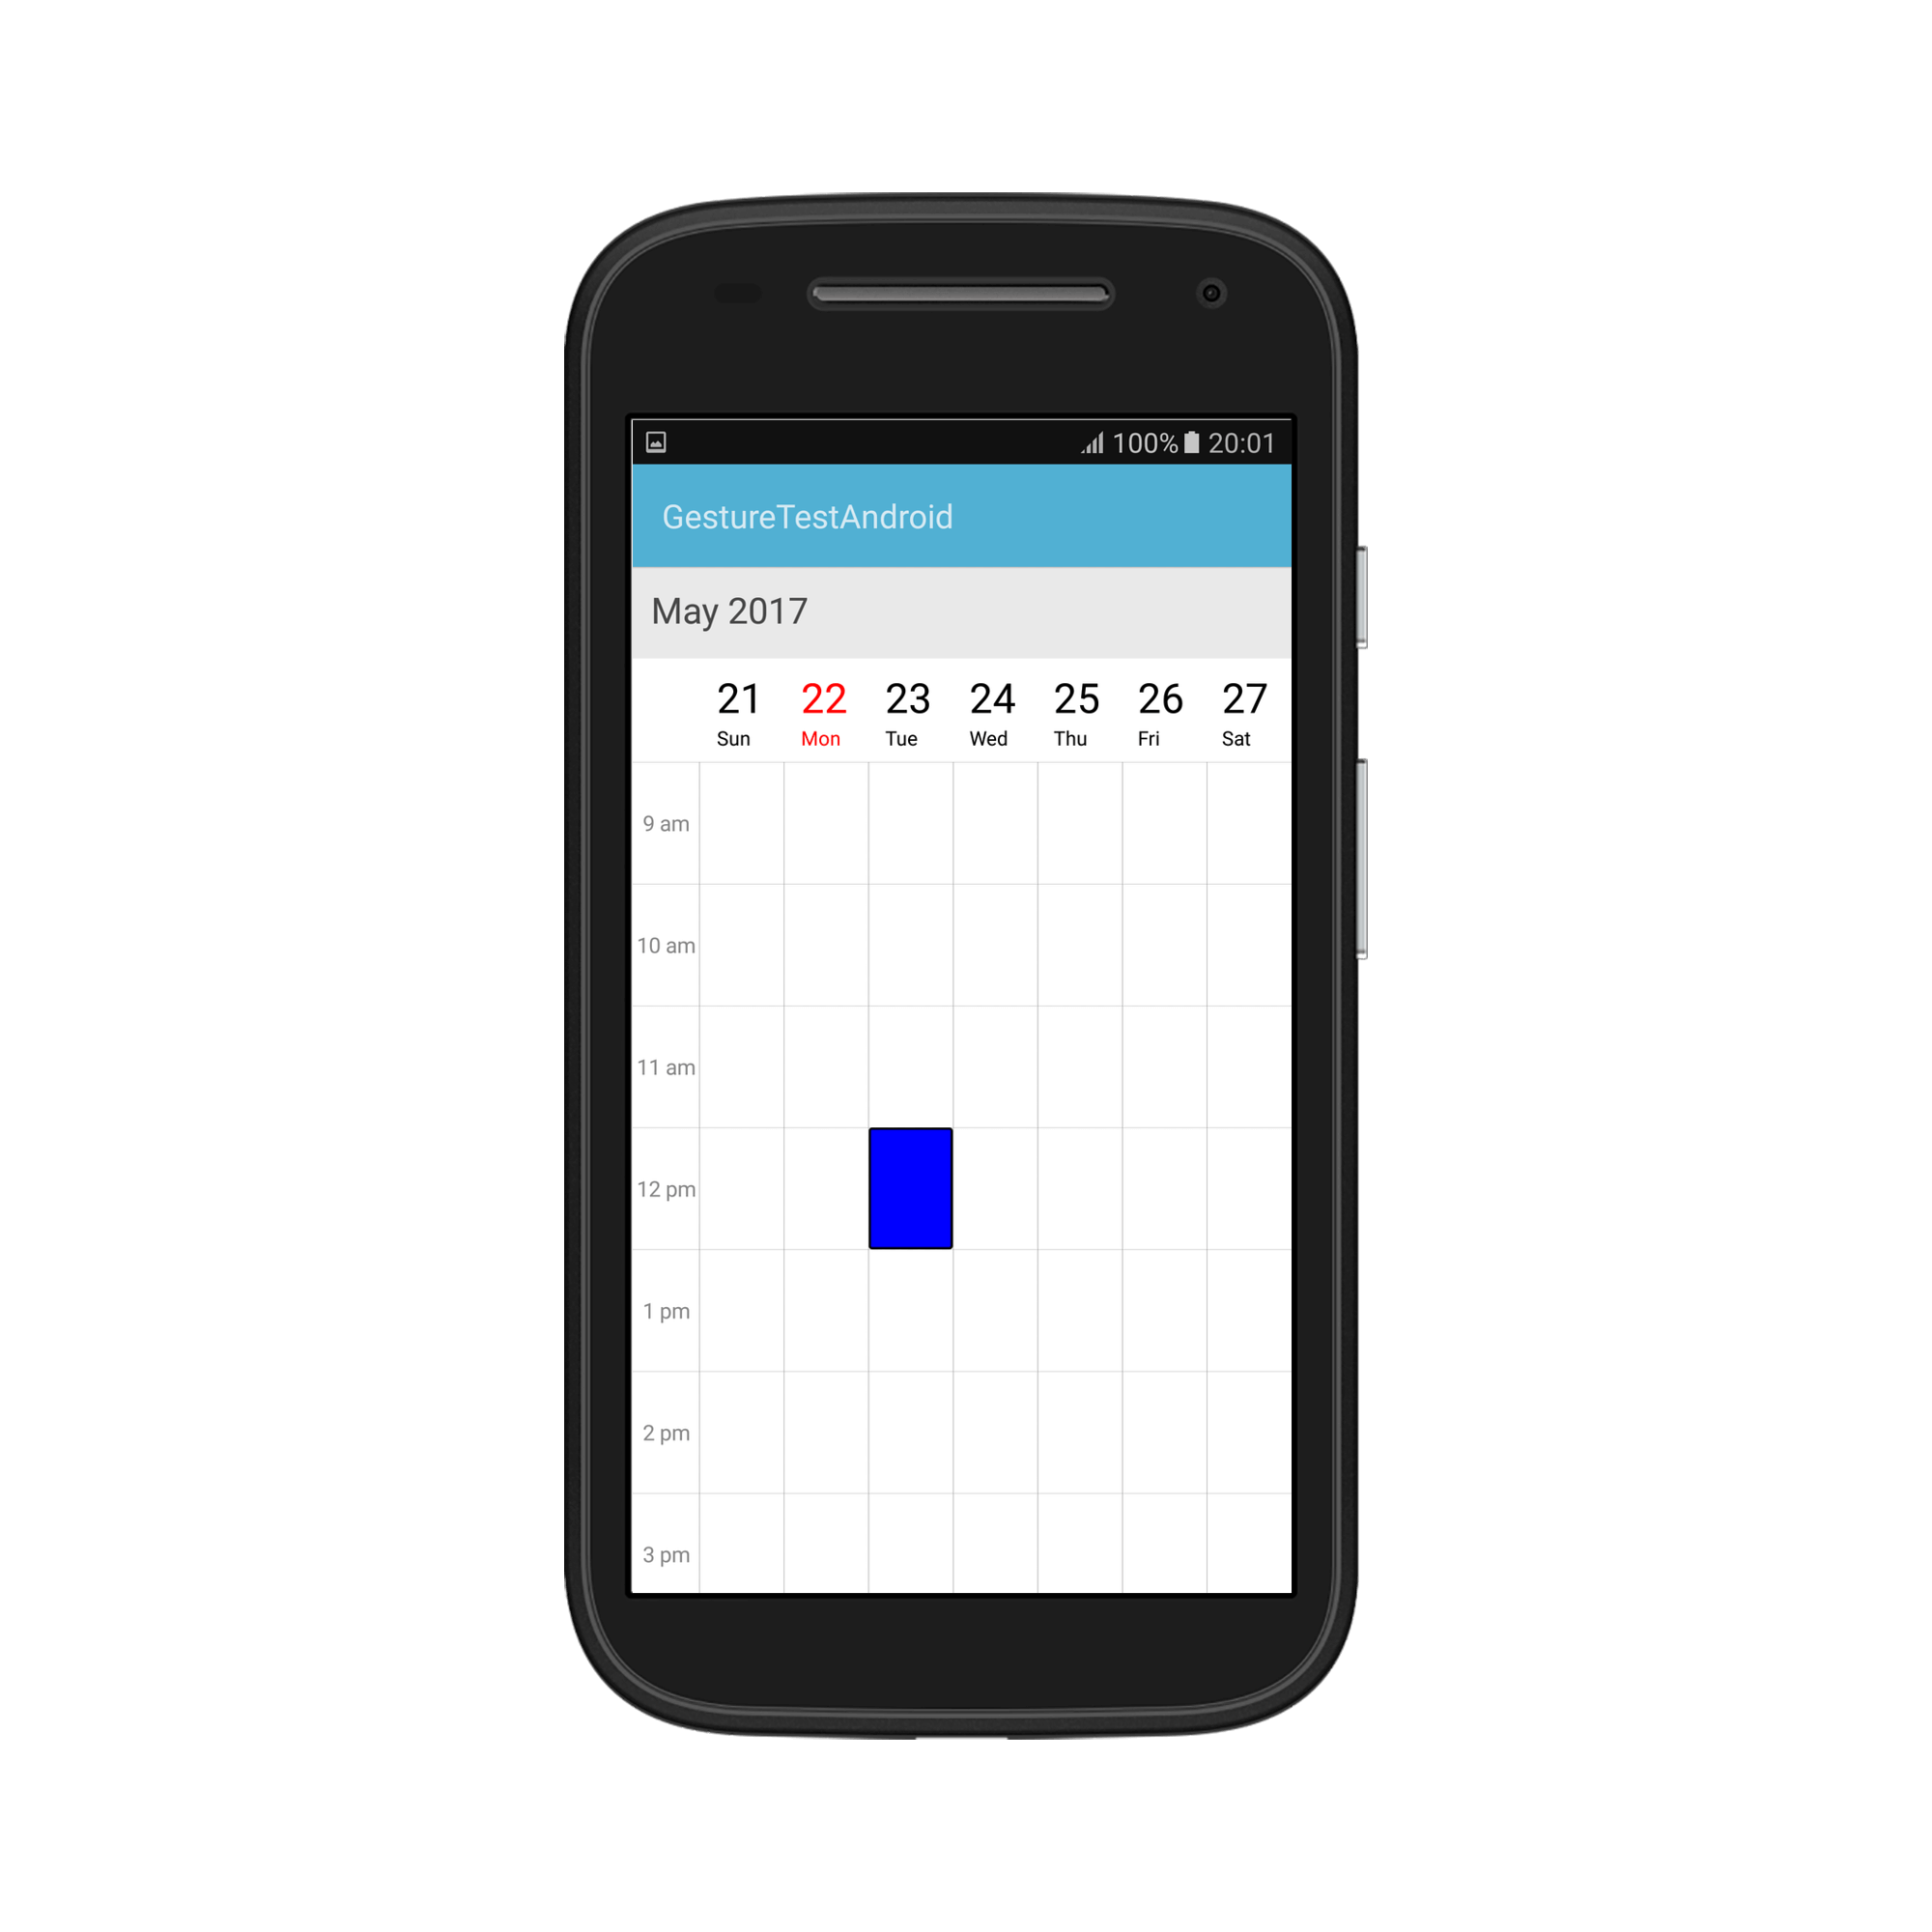 100% 20:01
GestureTestAndroid
May 2017
21 22 23 24 25 26 27
Sun Mon Tue Wed Thu Fri Sat
9 am
10 am
11 am
12 pm
1 pm
2 pm
3 pm